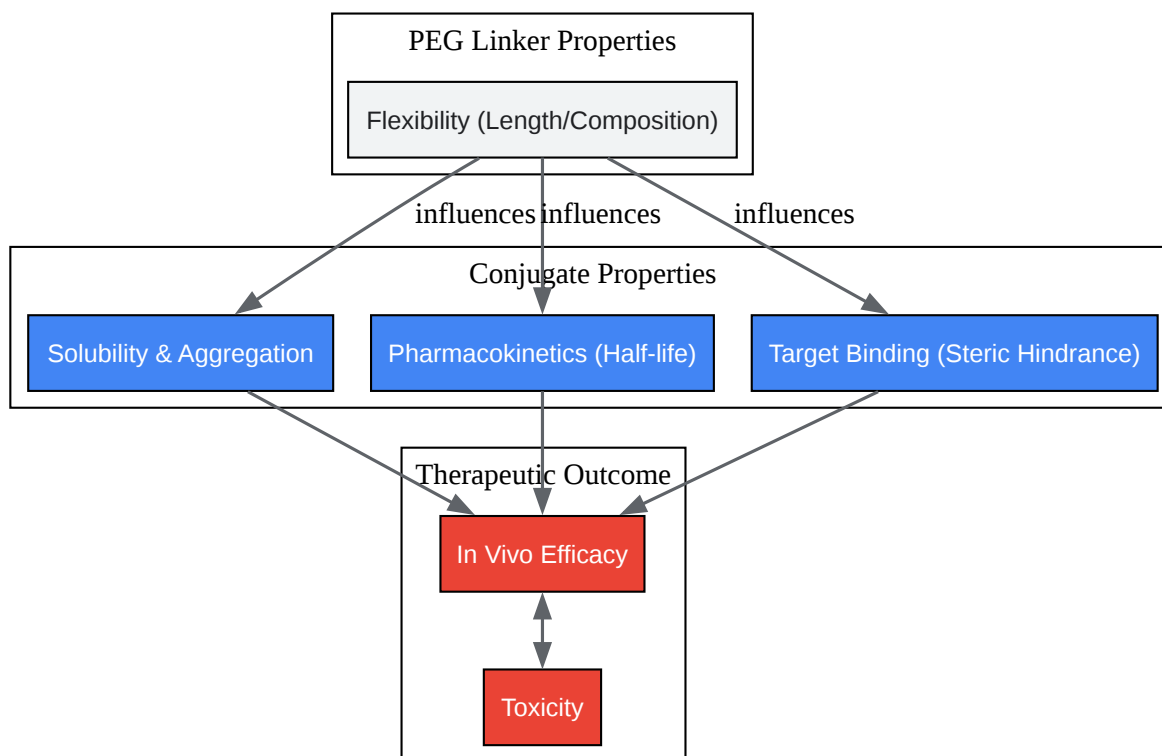 PEG Linker Properties
Flexibility (Length/Composition)
influences
influences
influences
Conjugate Properties
Solubility & Aggregation
Pharmacokinetics (Half-life)
Target Binding (Steric Hindrance)
Therapeutic Outcome
In Vivo Efficacy
Toxicity